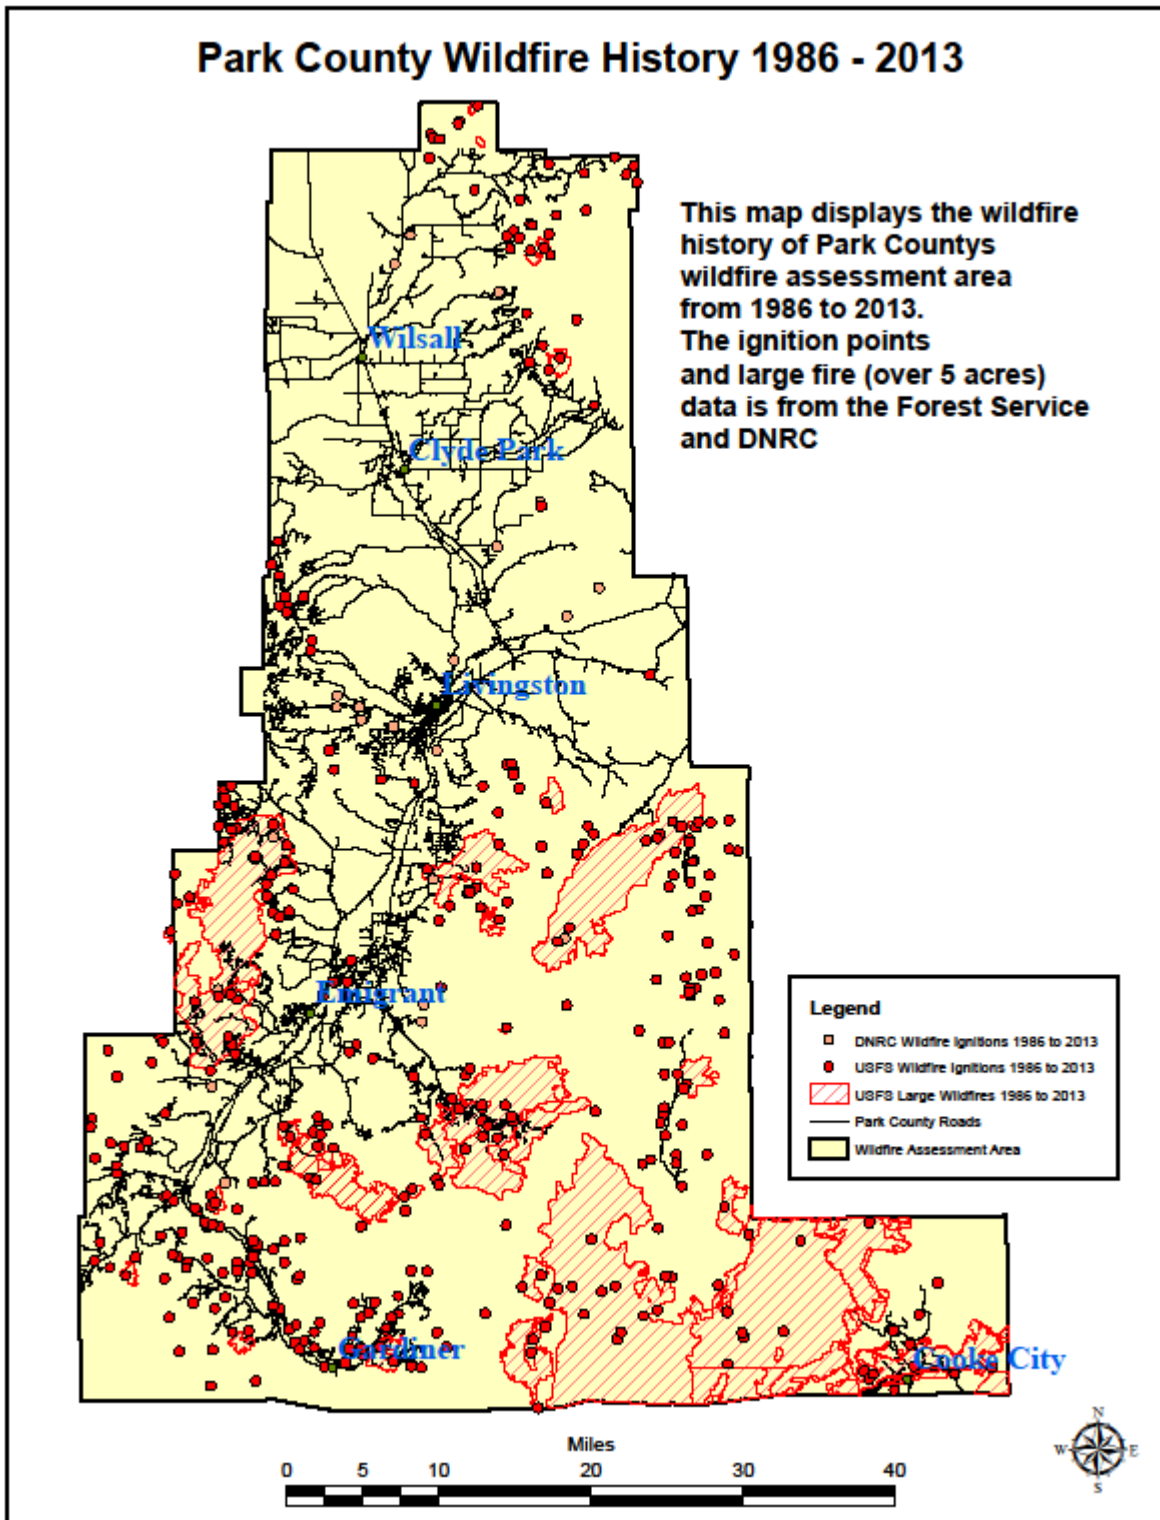 Park County Wildfire History 1986 - 2013
This map displays the wildfire
history of Park Countys
wildfire assessment area
from 1986 to 2013.
The ignition points
and large fire (over 5 acres)
data is from the Forest Service
and DNRC
Wilsall
Clyde Park
Livingston
Emigrant
Gardiner
Cooke City
Legend
DNRC Wildfire Ignitions 1986 to 2013
USFS Wildfire Ignitions 1986 to 2013
USFS Large Wildfires 1986 to 2013
Park County Roads
Wildfire Assessment Area
Miles
0 5 10 20 30 40
N
W E
S